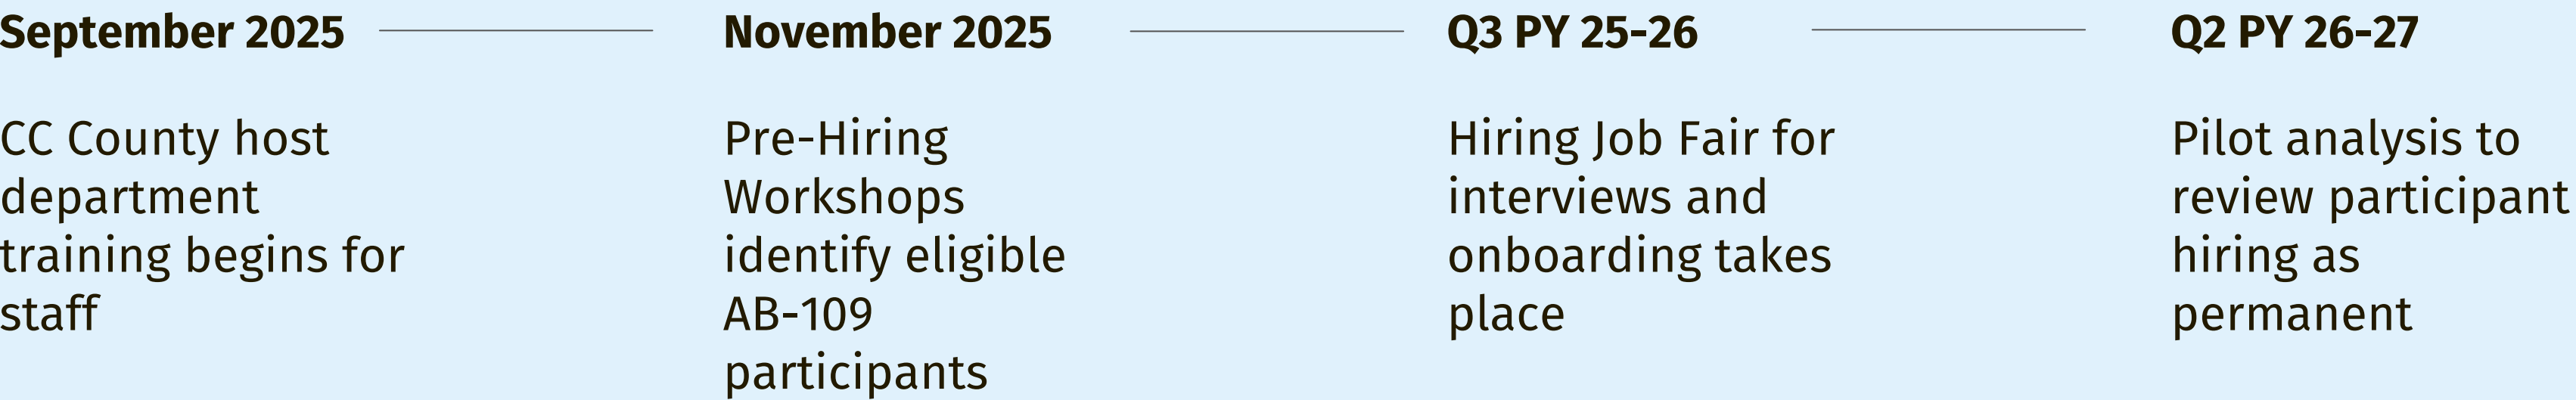 September 2025
CC County host
department
training begins for
staff
November 2025
Pre-Hiring
Workshops
identify eligible
AB-109
participants
Q3 PY 25-26
Hiring Job Fair for
interviews and
onboarding takes
place
Q2 PY 26-27
Pilot analysis to
review participant
hiring as
permanent